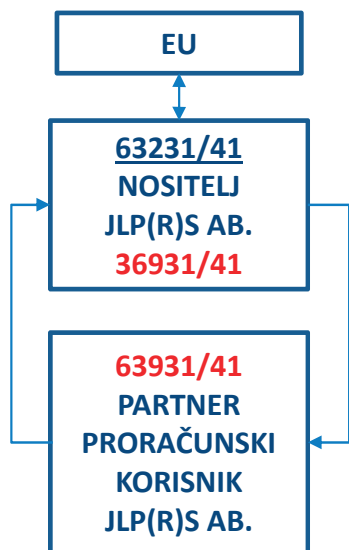 EU
63231/41
NOSITELJ
JLP(R)S AB.
36931/41
63931/41
PARTNER
PRORAČUNSKI
KORISNIK
JLP(R)S AB.